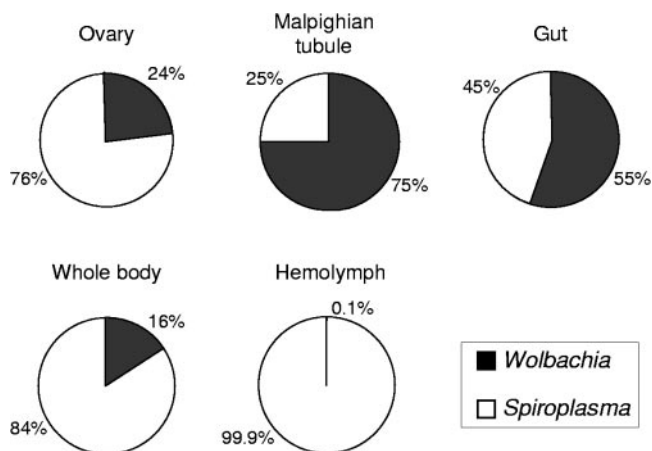 Ovary
24%
76%
Malpighian
tubule
25%
75%
Gut
45%
55%
Whole body
16%
84%
Hemolymph
0.1%
99.9%
Wolbachia
Spiroplasma